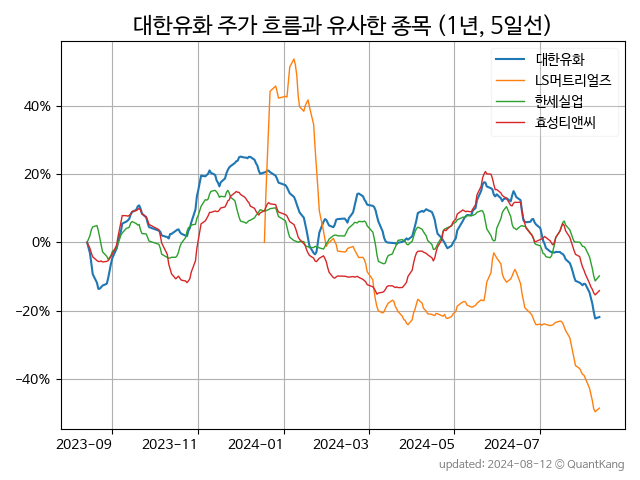 대한유화 주가 흐름과 유사한 종목 (1년, 5일선)
대한유화
LS머트리얼즈
한세실업
효성티앤씨
40%
20%
0%
−20%
−40%
2023-09 2023-11 2024-01 2024-03 2024-05 2024-07
updated: 2024-08-12 © QuantKang